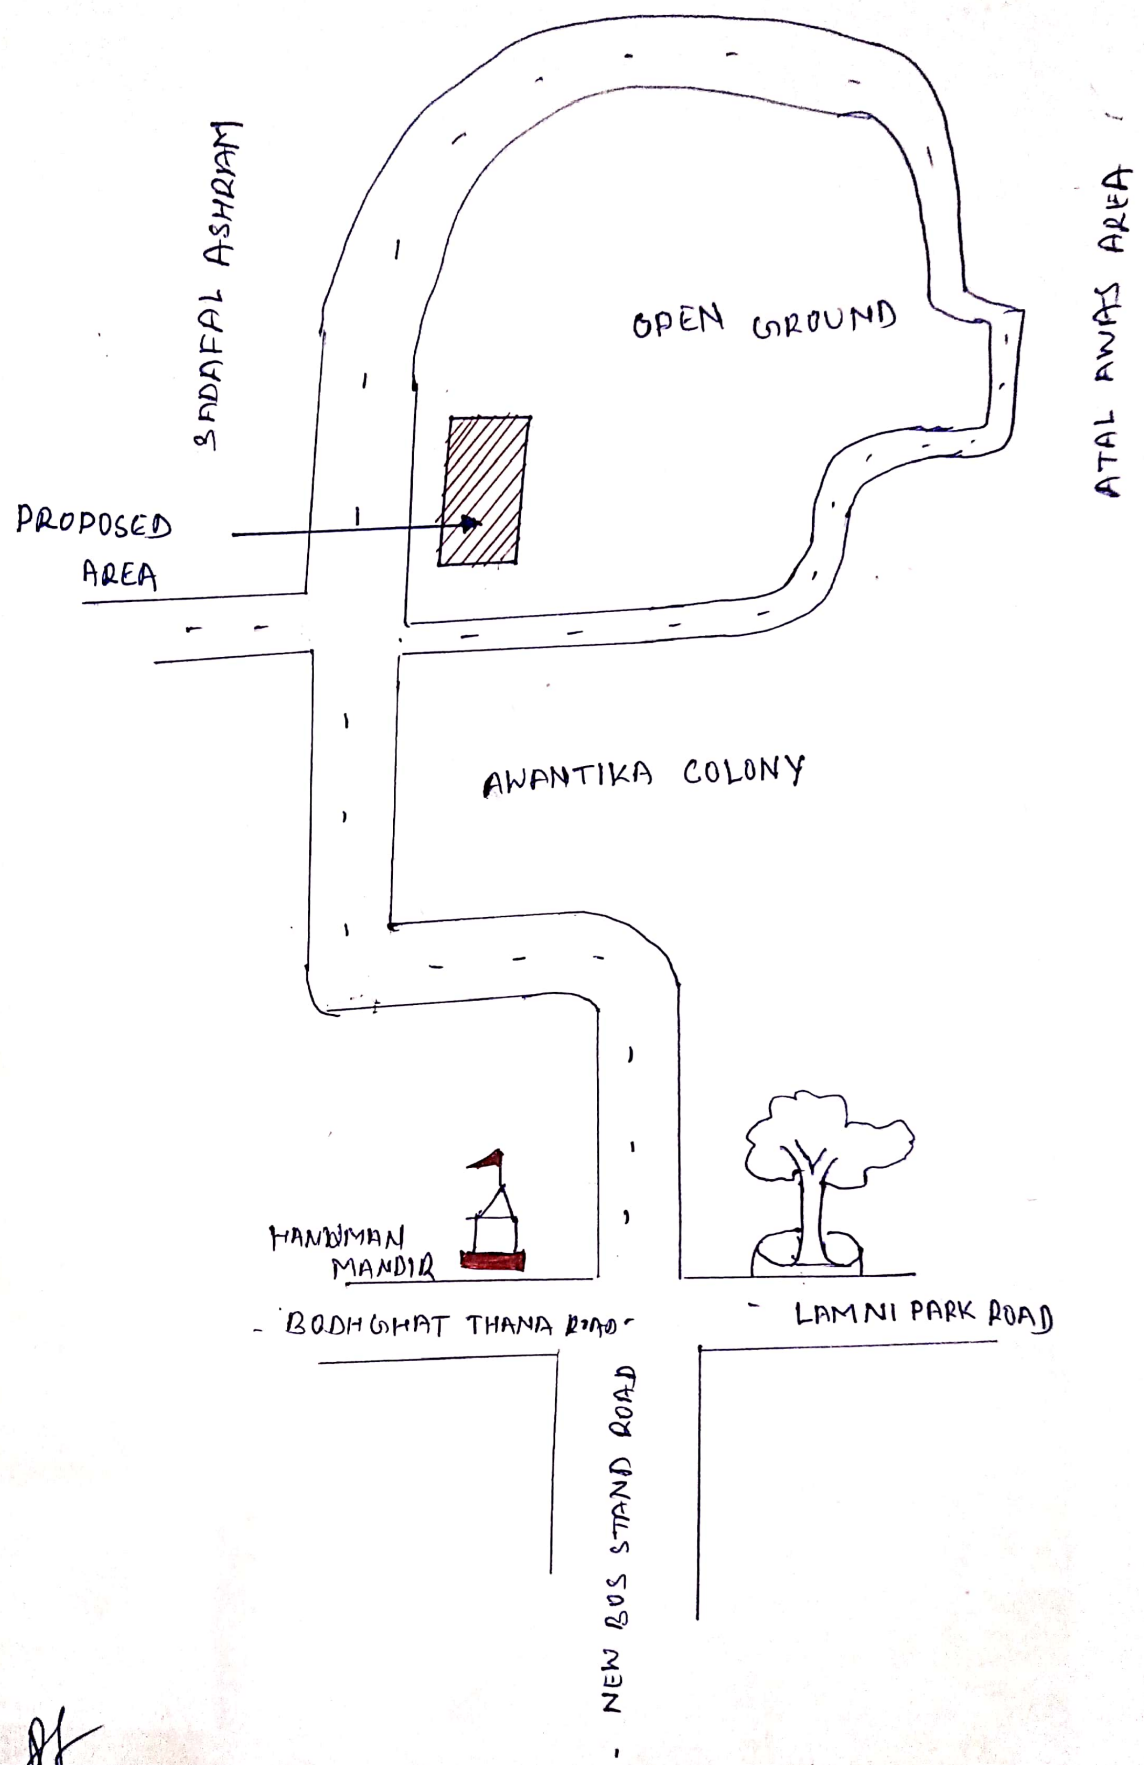 SADAFAL ASHRAM
ATAL AWAS AREA
OPEN GROUND
PROPOSED
AREA
AWANTIKA COLONY
HANUMAN
MANDIR
- BODHGHAT THANA ROAD -
- LAMNI PARK ROAD
- NEW BUS STAND ROAD